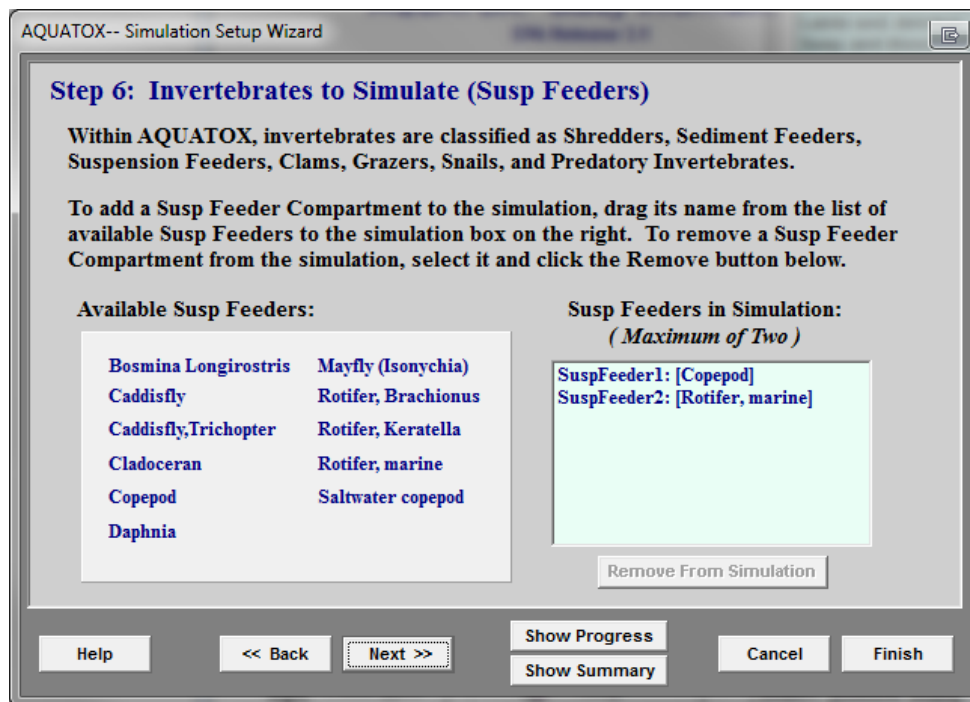 AQUATOX-- Simulation Setup Wizard
Step 6: Invertebrates to Simulate (Susp Feeders)
Within AQUATOX, invertebrates are classified as Shredders, Sediment Feeders,
Suspension Feeders, Clams, Grazers, Snails, and Predatory Invertebrates.
To add a Susp Feeder Compartment to the simulation, drag its name from the list of
available Susp Feeders to the simulation box on the right. To remove a Susp Feeder
Compartment from the simulation, select it and click the Remove button below.
Available Susp Feeders:
Bosmina Longirostris
Caddisfly
Caddisfly,Trichopter
Cladoceran
Copepod
Daphnia
Mayfly (Isonychia)
Rotifer, Brachionus
Rotifer, Keratella
Rotifer, marine
Saltwater copepod
Susp Feeders in Simulation:
( Maximum of Two )
SuspFeeder1: [Copepod]
SuspFeeder2: [Rotifer, marine]
Remove From Simulation
Help
<< Back
Next >>
Show Progress
Show Summary
Cancel
Finish